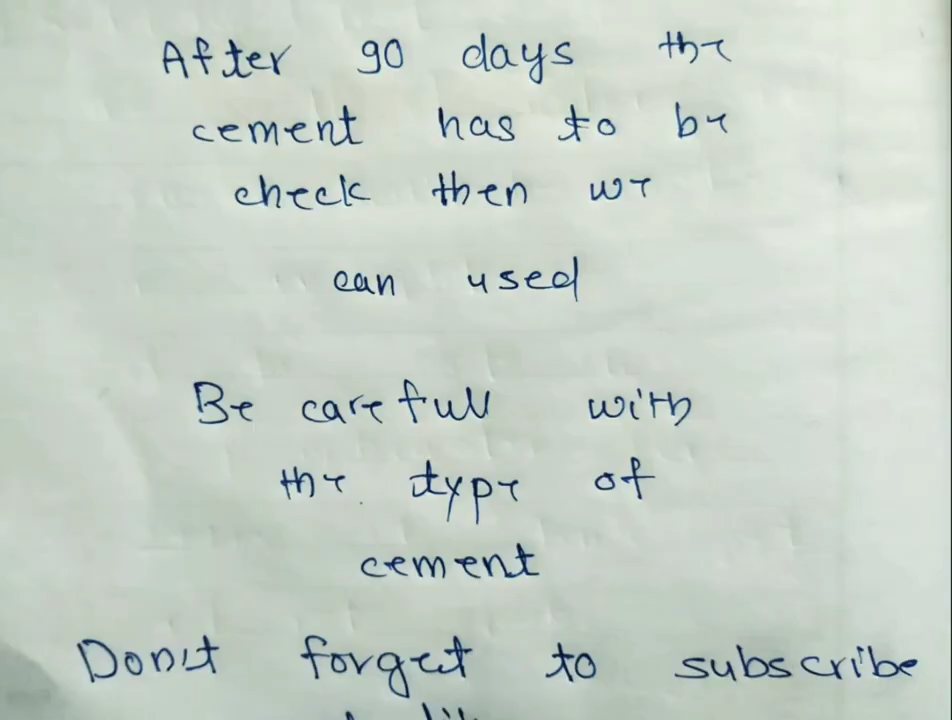 After 90 days the
cement has to be
check then we
can used
Be carefull with
the type of
cement
Don't forget to subscribe